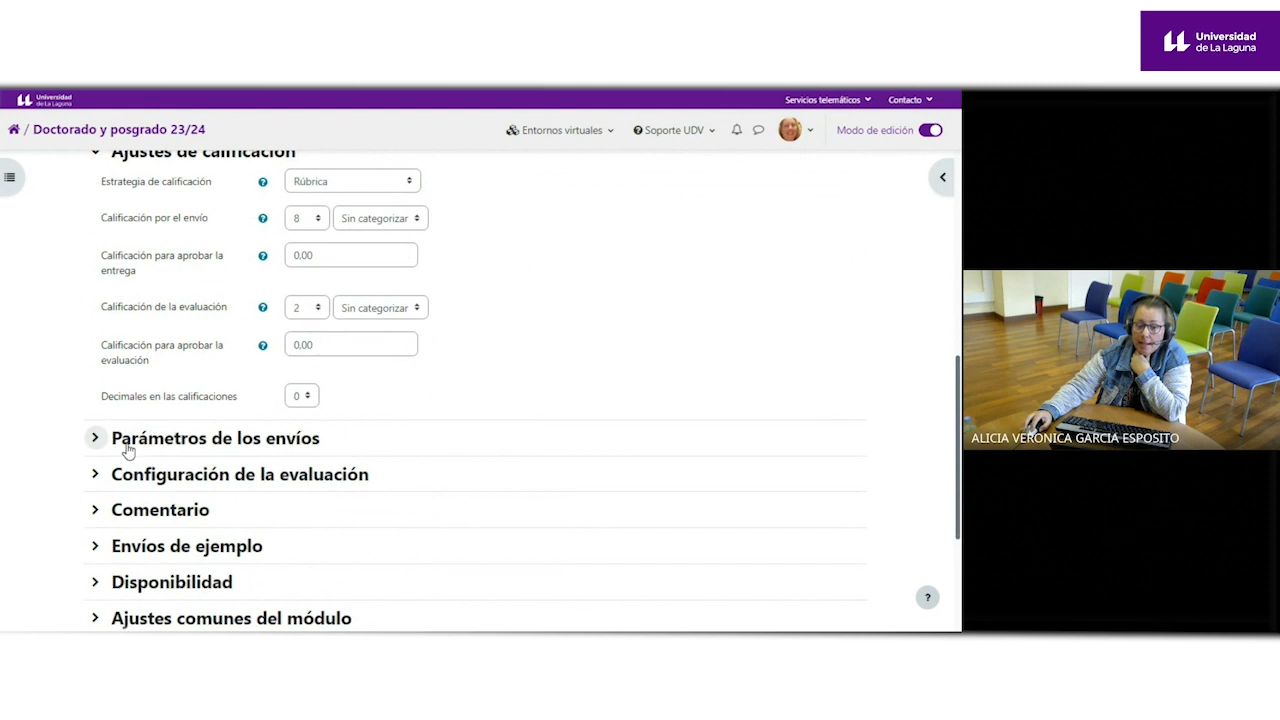 Universidad
de La Laguna
Universidad
de La Laguna
Servicios telemáticos
Contacto
/ Doctorado y posgrado 23/24
Entornos virtuales
Soporte UDV
Modo de edición
Ajustes de calificación
Estrategia de calificación
Rúbrica
Calificación por el envío
8
Sin categorizar
Calificación para aprobar la
entrega
0,00
Calificación de la evaluación
2
Sin categorizar
Calificación para aprobar la
evaluación
0,00
Decimales en las calificaciones
0
Parámetros de los envíos
Configuración de la evaluación
Comentario
Envíos de ejemplo
Disponibilidad
Ajustes comunes del módulo
?
ALICIA VERONICA GARCIA ESPOSITO